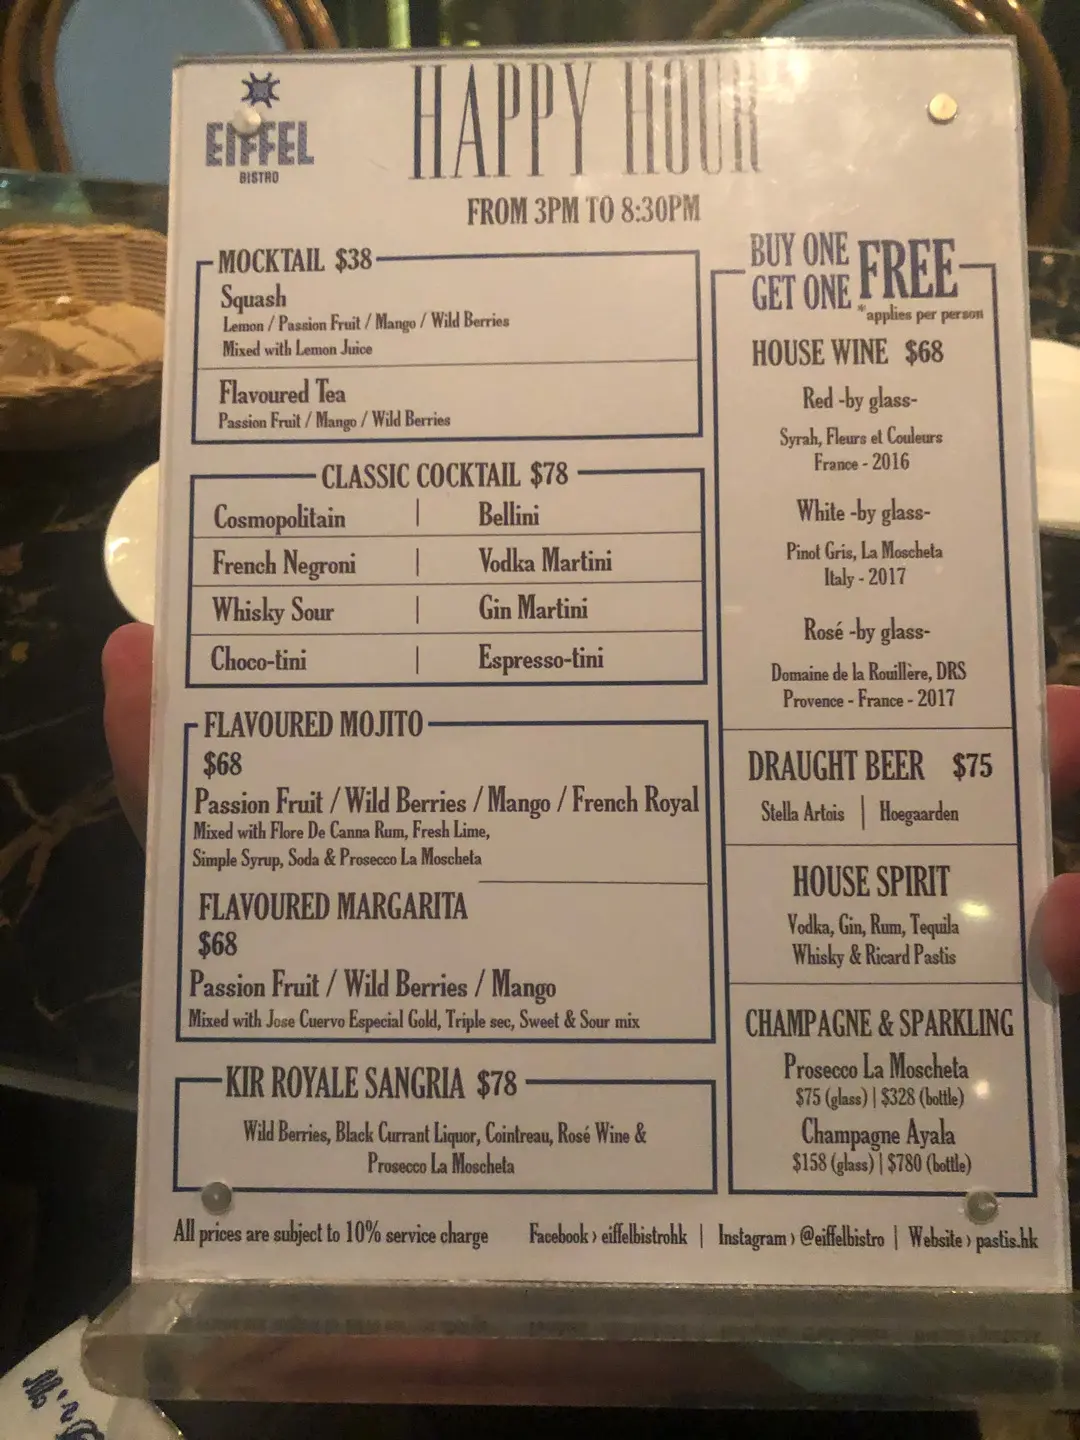 EIFFEL
BISTRO
HAPPY HOUR
FROM 3PM TO 8:30PM
MOCKTAIL $38
Squash
Lemon / Passion Fruit / Mango / Wild Berries
Mixed with Lemon Juice
Flavoured Tea
Passion Fruit / Mango / Wild Berries
CLASSIC COCKTAIL $78
Cosmopolitain | Bellini
French Negroni | Vodka Martini
Whisky Sour | Gin Martini
Choco-tini | Espresso-tini
FLAVOURED MOJITO
$68
Passion Fruit / Wild Berries / Mango / French Royal
Mixed with Flore De Canna Rum, Fresh Lime,
Simple Syrup, Soda & Prosecco La Moscheta
FLAVOURED MARGARITA
$68
Passion Fruit / Wild Berries / Mango
Mixed with Jose Cuervo Especial Gold, Triple sec, Sweet & Sour mix
KIR ROYALE SANGRIA $78
Wild Berries, Black Currant Liquor, Cointreau, Rosé Wine &
Prosecco La Moscheta
BUY ONE
GET ONE FREE
*applies per person
HOUSE WINE $68
Red -by glass-
Syrah, Fleurs et Couleurs
France - 2016
White -by glass-
Pinot Gris, La Moscheta
Italy - 2017
Rosé -by glass-
Domaine de la Rouillère, DRS
Provence - France - 2017
DRAUGHT BEER $75
Stella Artois | Hoegaarden
HOUSE SPIRIT
Vodka, Gin, Rum, Tequila
Whisky & Ricard Pastis
CHAMPAGNE & SPARKLING
Prosecco La Moscheta
$75 (glass) | $328 (bottle)
Champagne Ayala
$158 (glass) | $780 (bottle)
All prices are subject to 10% service charge
Facebook › eiffelbistrohk | Instagram › @eiffelbistro | Website › pastis.hk